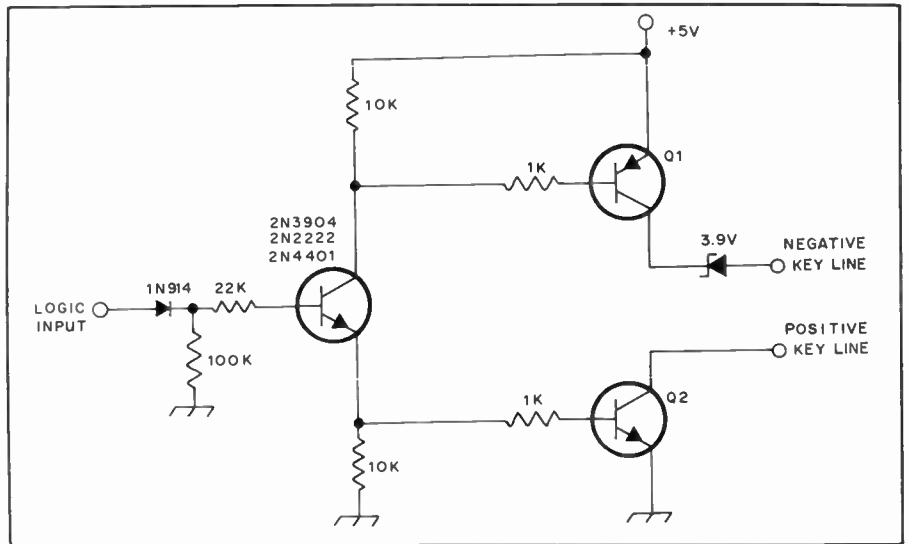 +5V
10K
1K
Q1
2N3904
2N2222
2N4401
3.9V
NEGATIVE
KEY LINE
1N914
22K
LOGIC
INPUT
100K
POSITIVE
KEY LINE
1K
Q2
10K